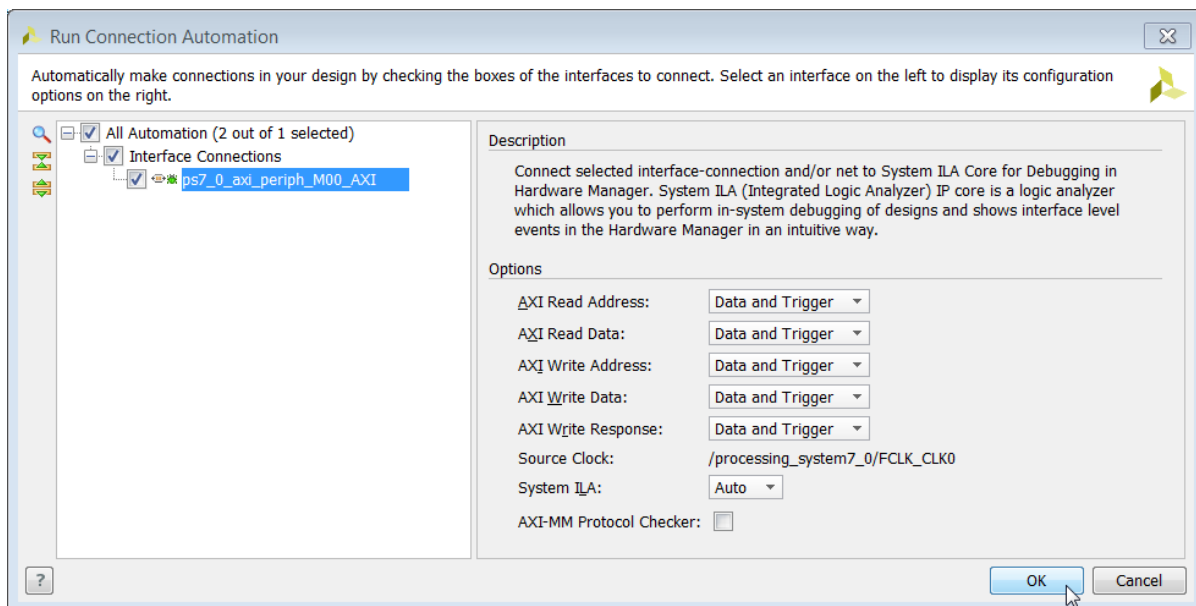 Run Connection Automation
Automatically make connections in your design by checking the boxes of the interfaces to connect. Select an interface on the left to display its configuration
options on the right.
All Automation (2 out of 1 selected)
Interface Connections
ps7_0_axi_periph_M00_AXI
Description
Connect selected interface-connection and/or net to System ILA Core for Debugging in
Hardware Manager. System ILA (Integrated Logic Analyzer) IP core is a logic analyzer
which allows you to perform in-system debugging of designs and shows interface level
events in the Hardware Manager in an intuitive way.
Options
AXI Read Address: Data and Trigger
AXI Read Data: Data and Trigger
AXI Write Address: Data and Trigger
AXI Write Data: Data and Trigger
AXI Write Response: Data and Trigger
Source Clock: /processing_system7_0/FCLK_CLK0
System ILA: Auto
AXI-MM Protocol Checker:
? OK Cancel